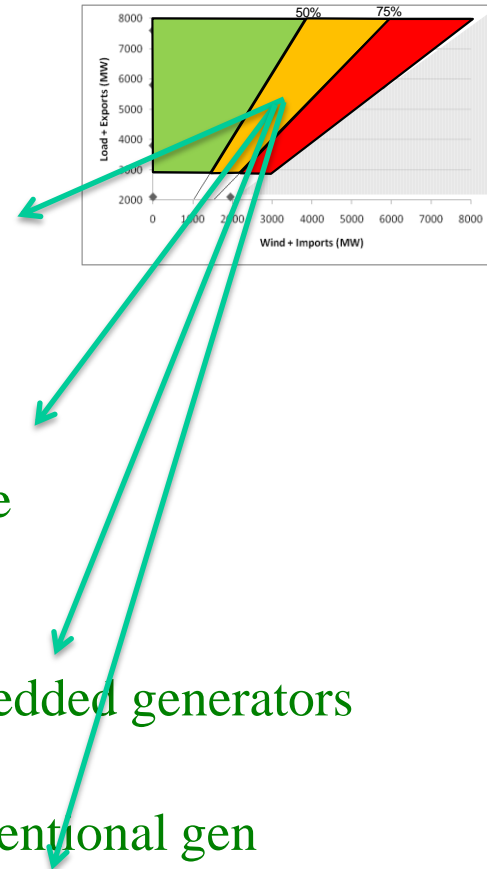 50% 75%
8000
7000
6000
5000
4000
3000
2000
0 1000 2000 3000 4000 5000 6000 7000 8000
Load + Exports (MW)
Wind + Imports (MW)
e
edded generators
entional gen